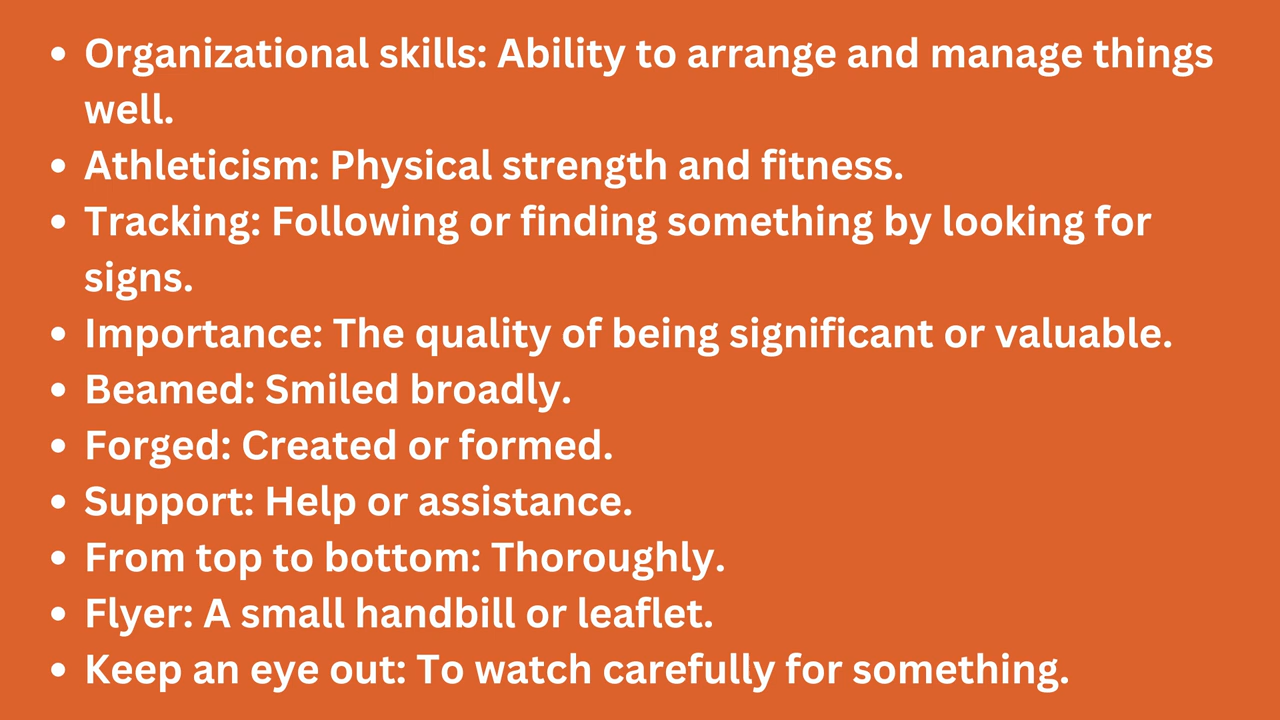 • Organizational skills: Ability to arrange and manage things
well.
• Athleticism: Physical strength and fitness.
• Tracking: Following or finding something by looking for
signs.
• Importance: The quality of being significant or valuable.
• Beamed: Smiled broadly.
• Forged: Created or formed.
• Support: Help or assistance.
• From top to bottom: Thoroughly.
• Flyer: A small handbill or leaflet.
• Keep an eye out: To watch carefully for something.